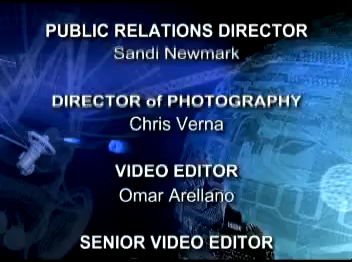 PUBLIC RELATIONS DIRECTOR
Sandi Newmark
DIRECTOR of PHOTOGRAPHY
Chris Verna
VIDEO EDITOR
Omar Arellano
SENIOR VIDEO EDITOR